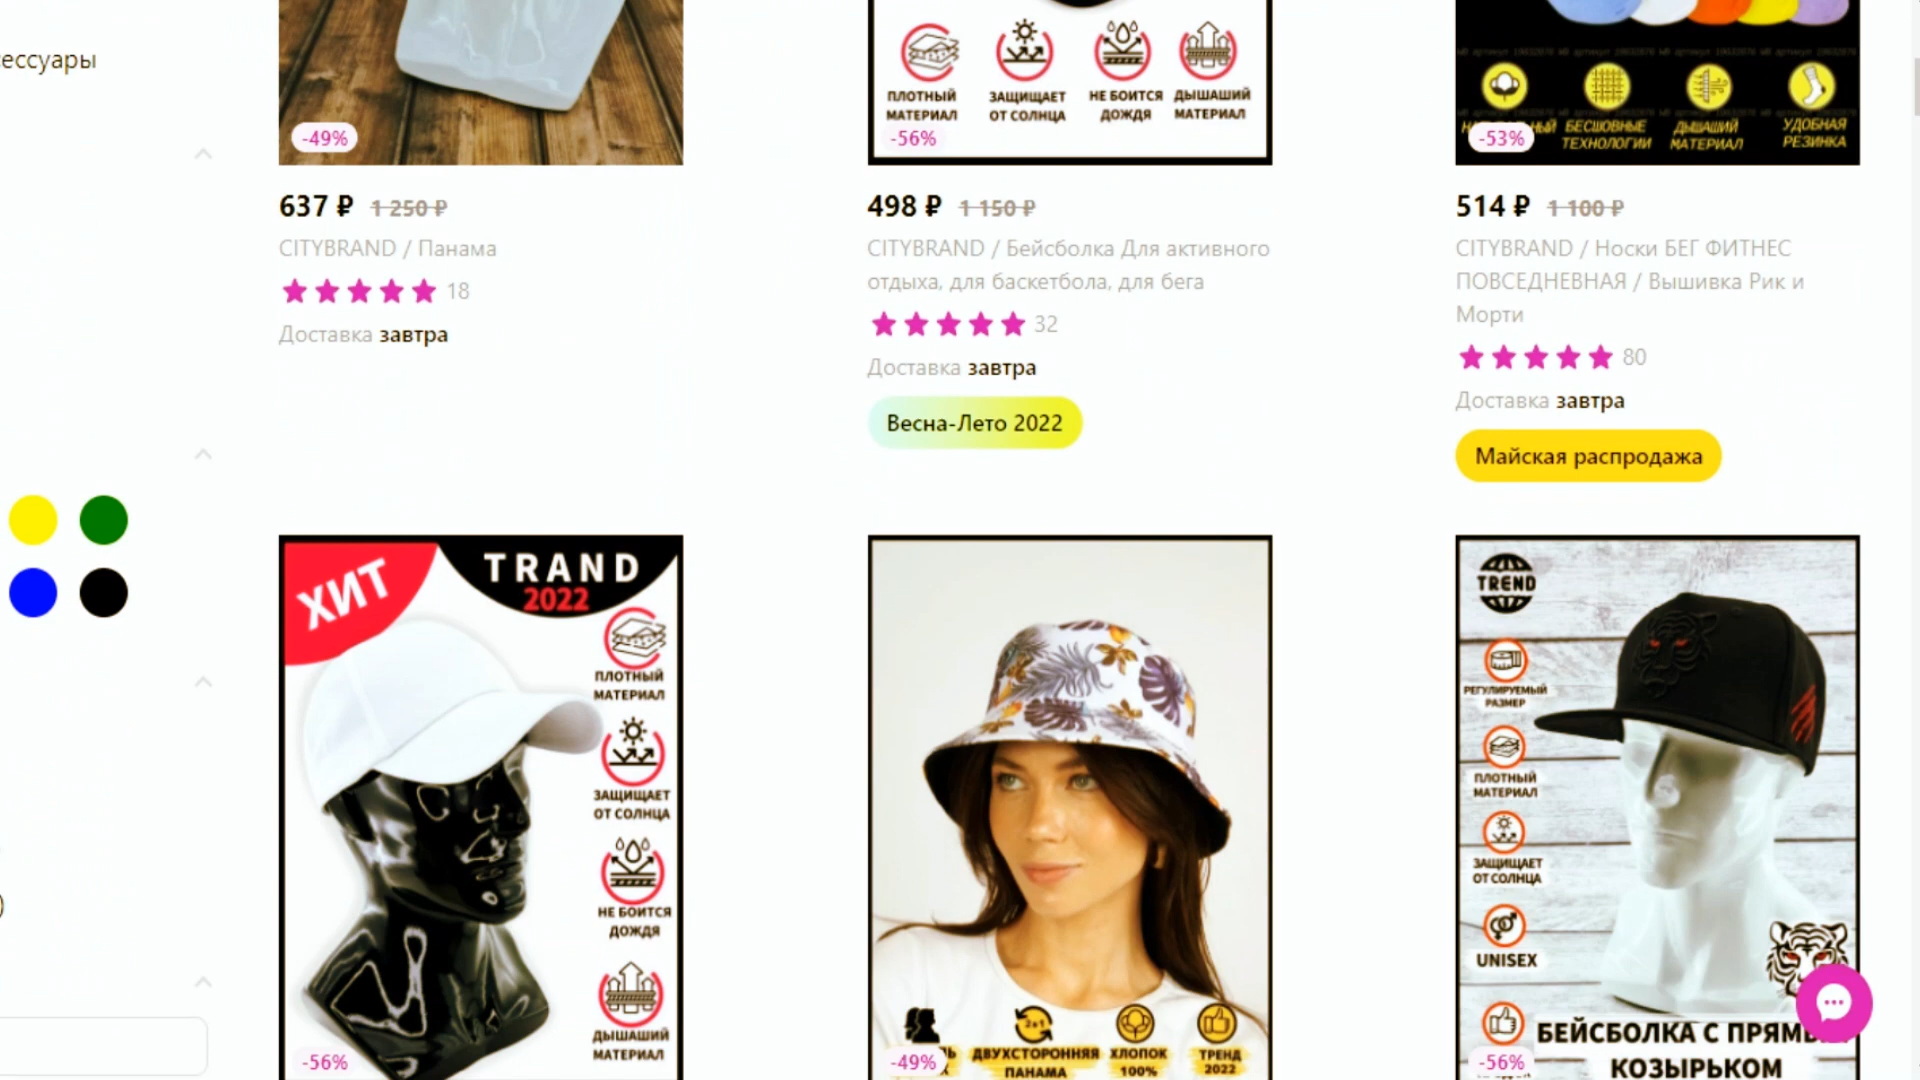 ессуары
-49%
637 ₽ 1 250 ₽
CITYBRAND / Панама
18
Доставка завтра
ПЛОТНЫЙ
МАТЕРИАЛ
ЗАЩИЩАЕТ
ОТ СОЛНЦА
НЕ БОИТСЯ
ДОЖДЯ
ДЫШАШИЙ
МАТЕРИАЛ
-56%
498 ₽ 1 150 ₽
CITYBRAND / Бейсболка Для активного
отдыха, для баскетбола, для бега
32
Доставка завтра
Весна-Лето 2022
БЕСШОВНЫЕ
ТЕХНОЛОГИИ
ДЫШАШИЙ
МАТЕРИАЛ
УДОБНАЯ
РЕЗИНКА
-53%
514 ₽ 1 100 ₽
CITYBRAND / Носки БЕГ ФИТНЕС
ПОВСЕДНЕВНАЯ / Вышивка Рик и
Морти
80
Доставка завтра
Майская распродажа
ХИТ
TRAND
2022
ПЛОТНЫЙ
МАТЕРИАЛ
ЗАЩИЩАЕТ
ОТ СОЛНЦА
НЕ БОИТСЯ
ДОЖДЯ
ДЫШАШИЙ
МАТЕРИАЛ
-56%
2в1
ДВУХСТОРОННЯЯ
ПАНАМА
ХЛОПОК
100%
ТРЕНД
2022
-49%
TREND
РЕГУЛИРУЕМЫЙ
РАЗМЕР
ПЛОТНЫЙ
МАТЕРИАЛ
ЗАЩИЩАЕТ
ОТ СОЛНЦА
UNISEX
БЕЙСБОЛКА С ПРЯМ
КОЗЫРЬКОМ
-56%